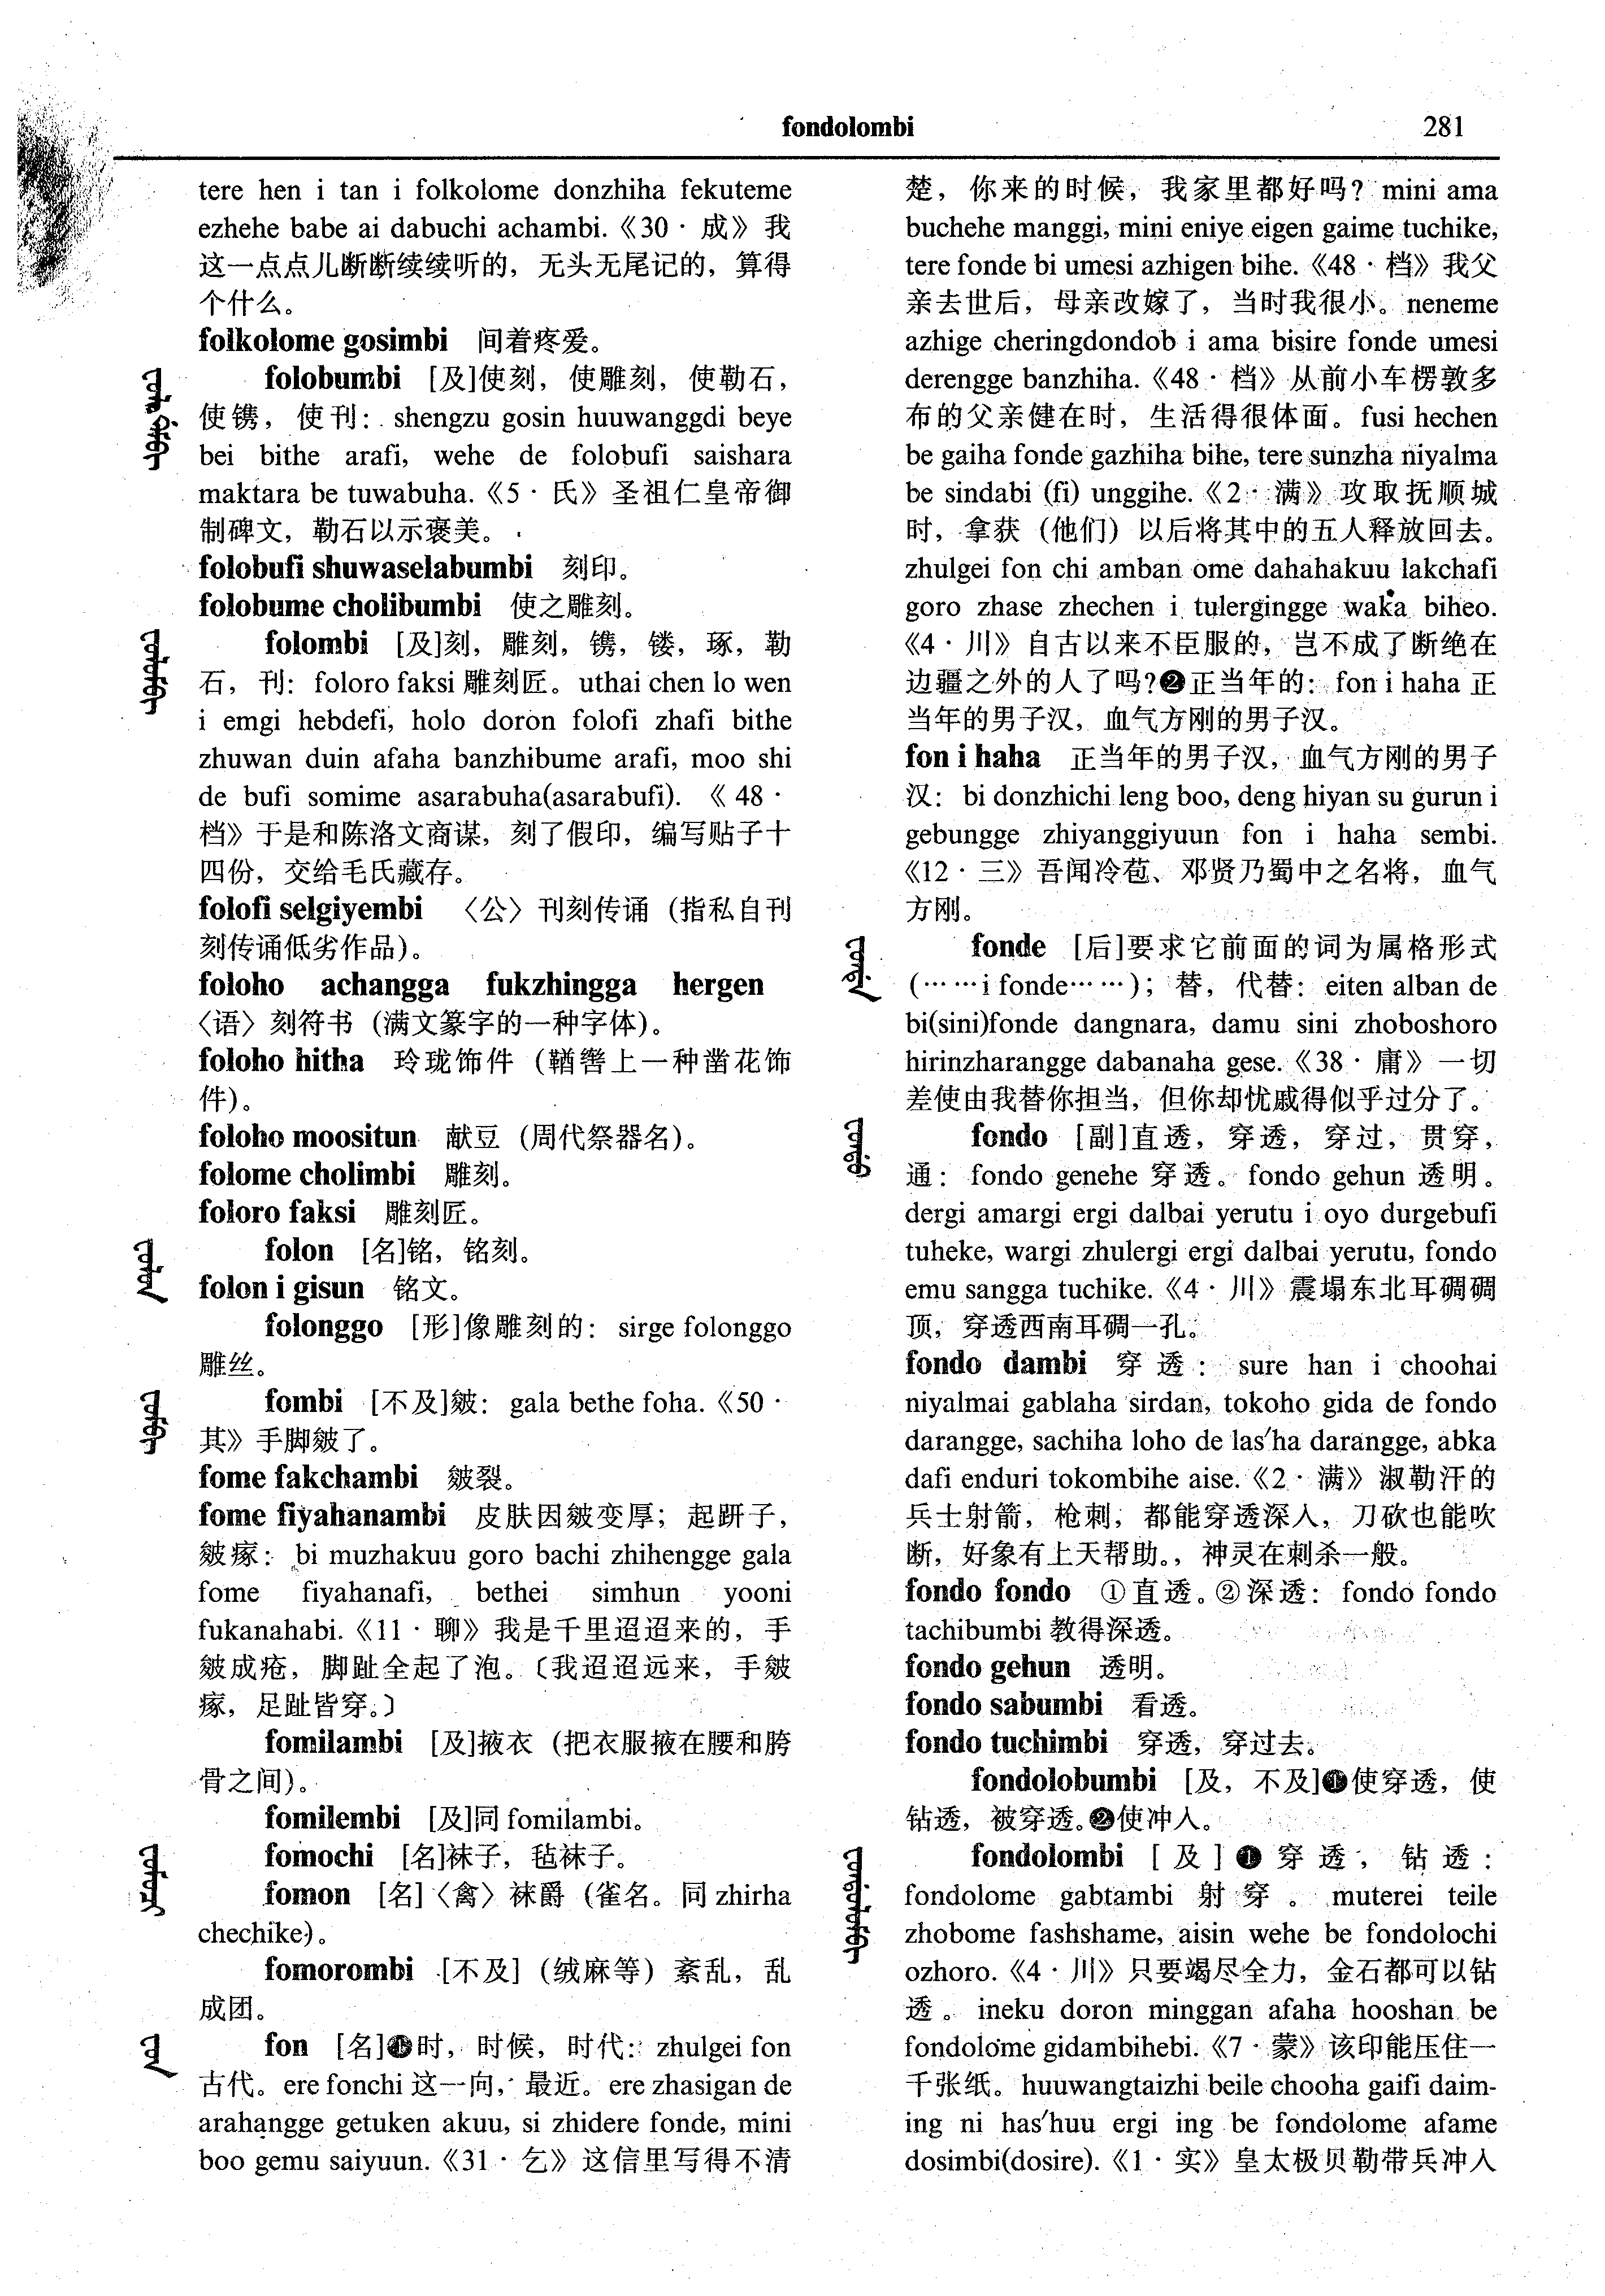 fondolombi
281
tere hen i tan i folkolome donzhiha fekuteme
ezhehe babe ai dabuchi achambi.《30·成》我
这一点点儿断断续续听的，无头无尾记的，算得
个什么。
folkolome gosimbi 间着疼爱。
folobumbi [及]使刻，使雕刻，使勒石，
使镌，使刊：shengzu gosin huuwanggdi beye
bei bithe arafi, wehe de folobufi saishara
maktara be tuwabuha.《5·氏》圣祖仁皇帝御
制碑文，勒石以示褒美。
folobufi shuwaselabumbi 刻印。
folobume cholibumbi 使之雕刻。
folombi [及]刻，雕刻，镌，镂，琢，勒
石，刊：foloro faksi 雕刻匠。uthai chen lo wen
i emgi hebdefi, holo doron folofi zhafi bithe
zhuwan duin afaha banzhibume arafi, moo shi
de bufi somime asarabuha(asarabufi).《48·
档》于是和陈洛文商谋，刻了假印，编写贴子十
四份，交给毛氏藏存。
folofi selgiyembi 〈公〉刊刻传诵（指私自刊
刻传诵低劣作品）。
foloho achangga fukzhingga hergen
〈语〉刻符书（满文篆字的一种字体）。
foloho hitha 玲珑饰件（鞧辔上一种凿花饰
件）。
foloho moositun 献豆（周代祭器名）。
folome cholimbi 雕刻。
foloro faksi 雕刻匠。
folon [名]铭，铭刻。
folon i gisun 铭文。
folonggo [形]像雕刻的：sirge folonggo
雕丝。
fombi [不及]皴：gala bethe foha.《50·
其》手脚皴了。
fome fakchambi 皴裂。
fome fiyahanambi 皮肤因皴变厚；起趼子，
皴瘃：bi muzhakuu goro bachi zhihengge gala
fome fiyahanafi, bethei simhun yooni
fukanahabi.《11·聊》我是千里迢迢来的，手
皴成疮，脚趾全起了泡。〔我迢迢远来，手皴
瘃，足趾皆穿。〕
fomilambi [及]掖衣（把衣服掖在腰和胯
骨之间）。
fomilembi [及]同 fomilambi。
fomochi [名]袜子，毡袜子。
fomon [名]〈禽〉袜爵（雀名。同 zhirha
chechike）。
fomorombi [不及]（绒麻等）紊乱，乱
成团。
fon [名]❶时，时候，时代：zhulgei fon
古代。ere fonchi 这一向，最近。ere zhasigan de
arahangge getuken akuu, si zhidere fonde, mini
boo gemu saiyuun.《31·乞》这信里写得不清
楚，你来的时候，我家里都好吗？mini ama
buchehe manggi, mini eniye eigen gaime tuchike,
tere fonde bi umesi azhigen bihe.《48·档》我父
亲去世后，母亲改嫁了，当时我很小。neneme
azhige cheringdondob i ama bisire fonde umesi
derengge banzhiha.《48·档》从前小车楞敦多
布的父亲健在时，生活得很体面。fusi hechen
be gaiha fonde gazhiha bihe, tere sunzha niyalma
be sindabi (fi) unggihe.《2·满》攻取抚顺城
时，拿获（他们）以后将其中的五人释放回去。
zhulgei fon chi amban ome dahahakuu lakchafi
goro zhase zhechen i tulergingge waka biheo.
《4·川》自古以来不臣服的，岂不成了断绝在
边疆之外的人了吗？❷正当年的：fon i haha 正
当年的男子汉，血气方刚的男子汉。
fon i haha 正当年的男子汉，血气方刚的男子
汉：bi donzhichi leng boo, deng hiyan su gurun i
gebungge zhiyanggiyuun fon i haha sembi.
《12·三》吾闻冷苞、邓贤乃蜀中之名将，血气
方刚。
fonde [后]要求它前面的词为属格形式
(……i fonde……)；替，代替：eiten alban de
bi(sini)fonde dangnara, damu sini zhoboshoro
hirinzharangge dabanaha gese.《38·庸》一切
差使由我替你担当，但你却忧戚得似乎过分了。
fondo [副]直透，穿透，穿过，贯穿，
通：fondo genehe 穿透。fondo gehun 透明。
dergi amargi ergi dalbai yerutu i oyo durgebufi
tuheke, wargi zhulergi ergi dalbai yerutu, fondo
emu sangga tuchike.《4·川》震塌东北耳碉碉
顶，穿透西南耳碉一孔。
fondo dambi 穿透：sure han i choohai
niyalmai gablaha sirdan, tokoho gida de fondo
darangge, sachiha loho de las'ha darangge, abka
dafi enduri tokombihe aise.《2·满》淑勒汗的
兵士射箭，枪刺，都能穿透深入，刀砍也能吹
断，好象有上天帮助。，神灵在刺杀一般。
fondo fondo ①直透。②深透：fondo fondo
tachibumbi 教得深透。
fondo gehun 透明。
fondo sabumbi 看透。
fondo tuchimbi 穿透，穿过去。
fondolobumbi [及，不及]❶使穿透，使
钻透，被穿透。❷使冲入。
fondolombi [及]❶穿透，钻透：
fondolome gabtambi 射穿。muterei teile
zhobome fashshame, aisin wehe be fondolochi
ozhoro.《4·川》只要竭尽全力，金石都可以钻
透。ineku doron minggan afaha hooshan be
fondolome gidambihebi.《7·蒙》该印能压住一
千张纸。huuwangtaizhi beile chooha gaifi daim-
ing ni has'huu ergi ing be fondolome afame
dosimbi(dosire).《1·实》皇太极贝勒带兵冲入